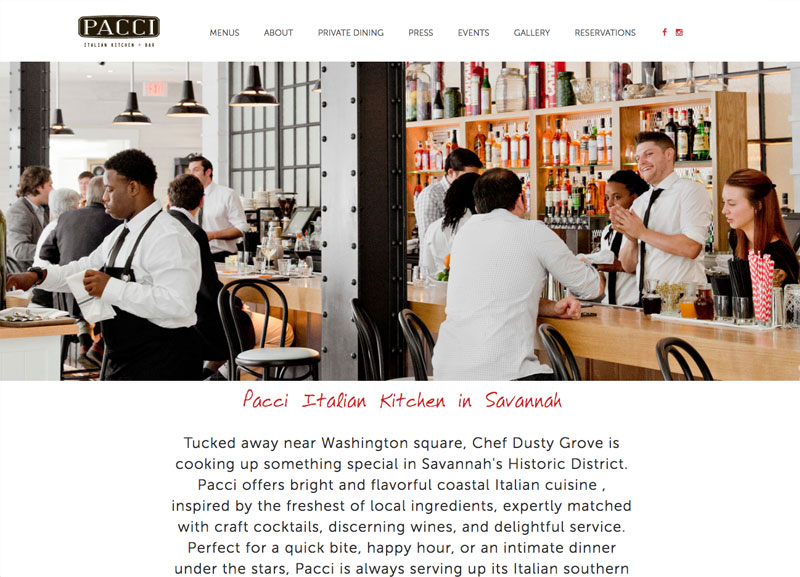 PACCI
ITALIAN KITCHEN + BAR
MENUS ABOUT PRIVATE DINING PRESS EVENTS GALLERY RESERVATIONS
EXIT
Pacci Italian Kitchen in Savannah
Tucked away near Washington square, Chef Dusty Grove is
cooking up something special in Savannah's Historic District.
Pacci offers bright and flavorful coastal Italian cuisine ,
inspired by the freshest of local ingredients, expertly matched
with craft cocktails, discerning wines, and delightful service.
Perfect for a quick bite, happy hour, or an intimate dinner
under the stars, Pacci is always serving up its Italian southern